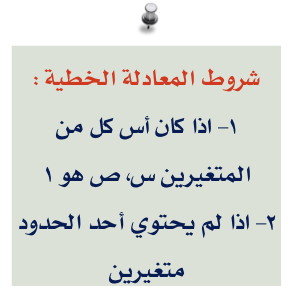 شروط المعادلة الخطية :
١- اذا كان أس كل من
المتغيرين س، ص هو ١
٢- اذا لم يحتوي أحد الحدود
متغيرين